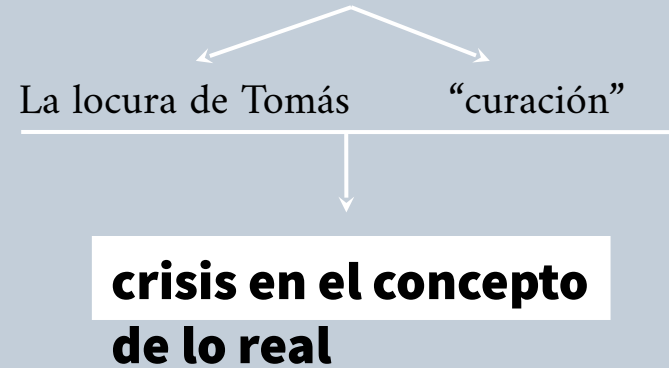 La locura de Tomás “curación”
crisis en el concepto
de lo real